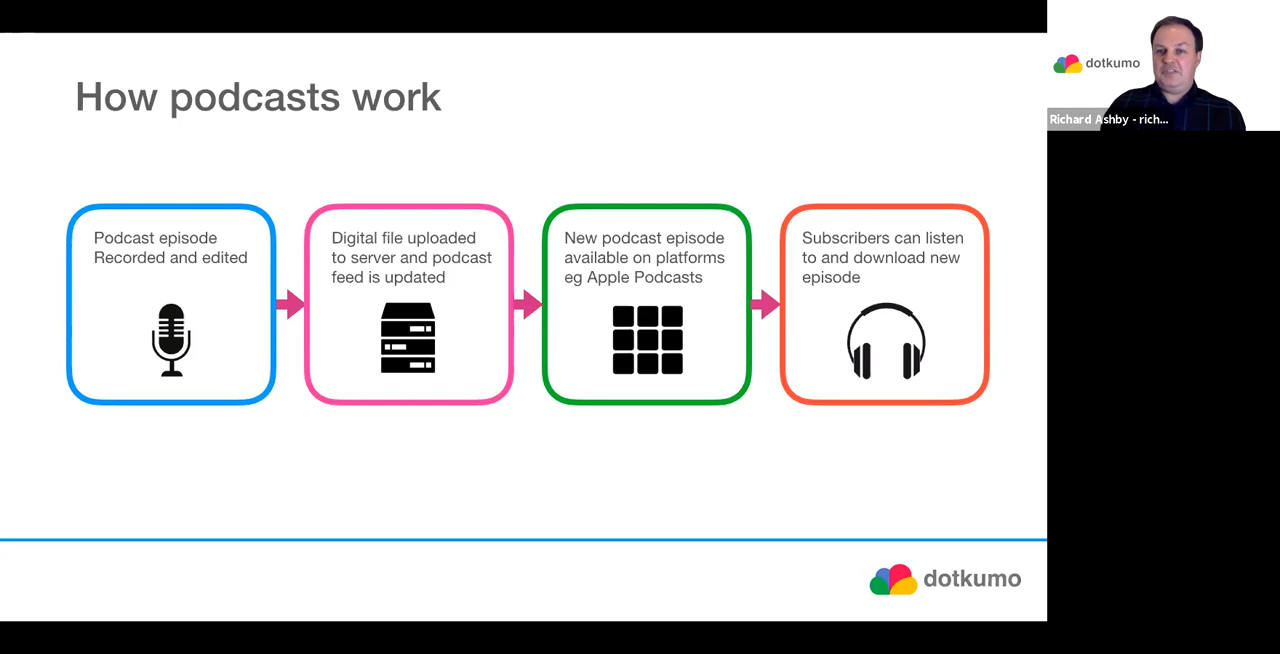 How podcasts work
Podcast episode
Recorded and edited
Digital file uploaded
to server and podcast
feed is updated
New podcast episode
available on platforms
eg Apple Podcasts
Subscribers can listen
to and download new
episode
dotkumo
dotkumo
Richard Ashby - rich...